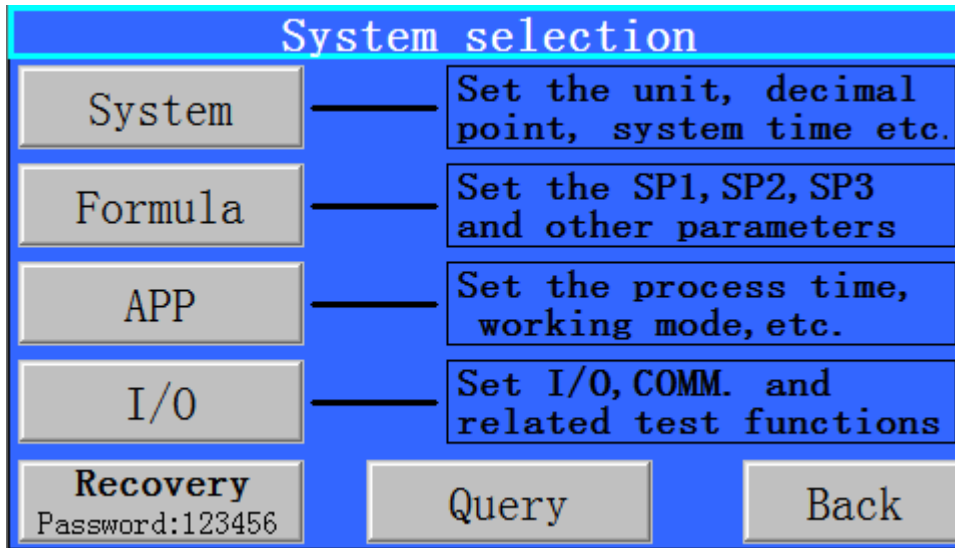 System selection
System
Set the unit, decimal
point, system time etc.
Formula
Set the SP1,SP2,SP3
and other parameters
APP
Set the process time,
working mode,etc.
I/O
Set I/O,COMM. and
related test functions
Recovery
Password:123456
Query
Back